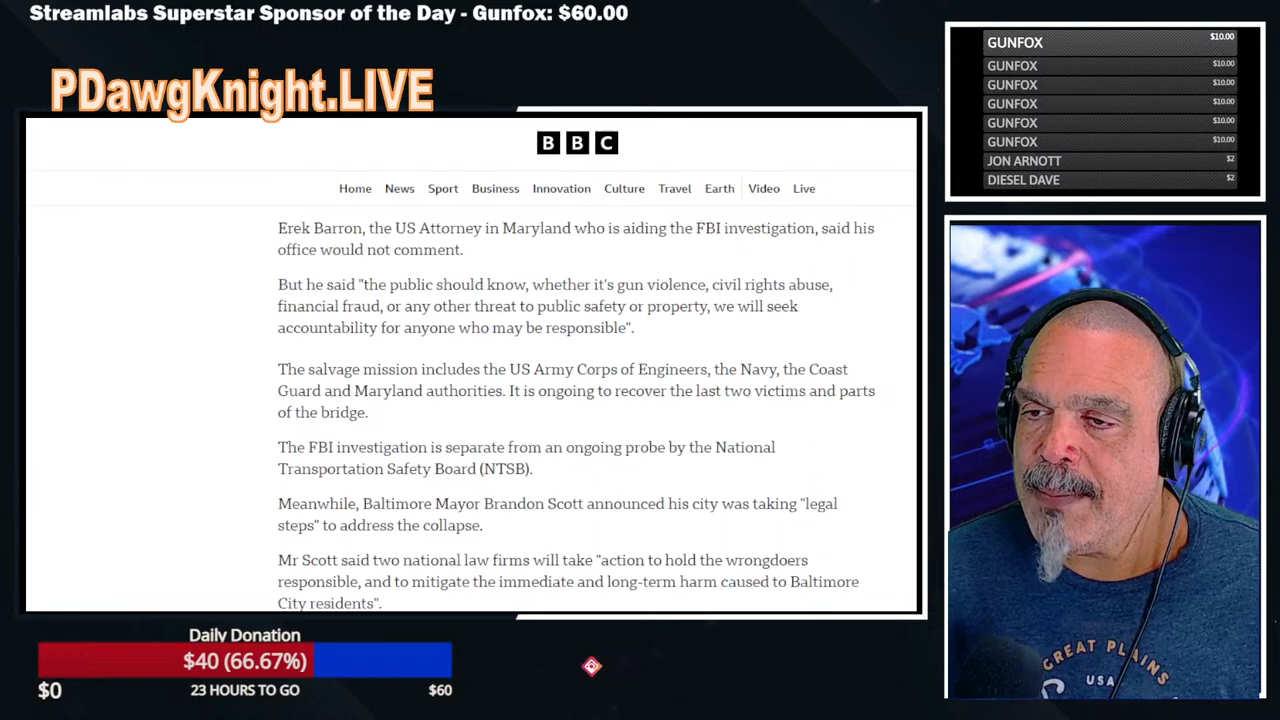 Streamlabs Superstar Sponsor of the Day - Gunfox: $60.00
PDawgKnight.LIVE
BBC
Home News Sport Business Innovation Culture Travel Earth Video Live
Erek Barron, the US Attorney in Maryland who is aiding the FBI investigation, said his
office would not comment.
But he said "the public should know, whether it's gun violence, civil rights abuse,
financial fraud, or any other threat to public safety or property, we will seek
accountability for anyone who may be responsible".
The salvage mission includes the US Army Corps of Engineers, the Navy, the Coast
Guard and Maryland authorities. It is ongoing to recover the last two victims and parts
of the bridge.
The FBI investigation is separate from an ongoing probe by the National
Transportation Safety Board (NTSB).
Meanwhile, Baltimore Mayor Brandon Scott announced his city was taking "legal
steps" to address the collapse.
Mr Scott said two national law firms will take "action to hold the wrongdoers
responsible, and to mitigate the immediate and long-term harm caused to Baltimore
City residents".
Daily Donation
$40 (66.67%)
$0 23 HOURS TO GO $60
GUNFOX $10.00
GUNFOX $10.00
GUNFOX $10.00
GUNFOX $10.00
GUNFOX $10.00
GUNFOX $10.00
JON ARNOTT $2
DIESEL DAVE $2
GREAT PLAINS
USA